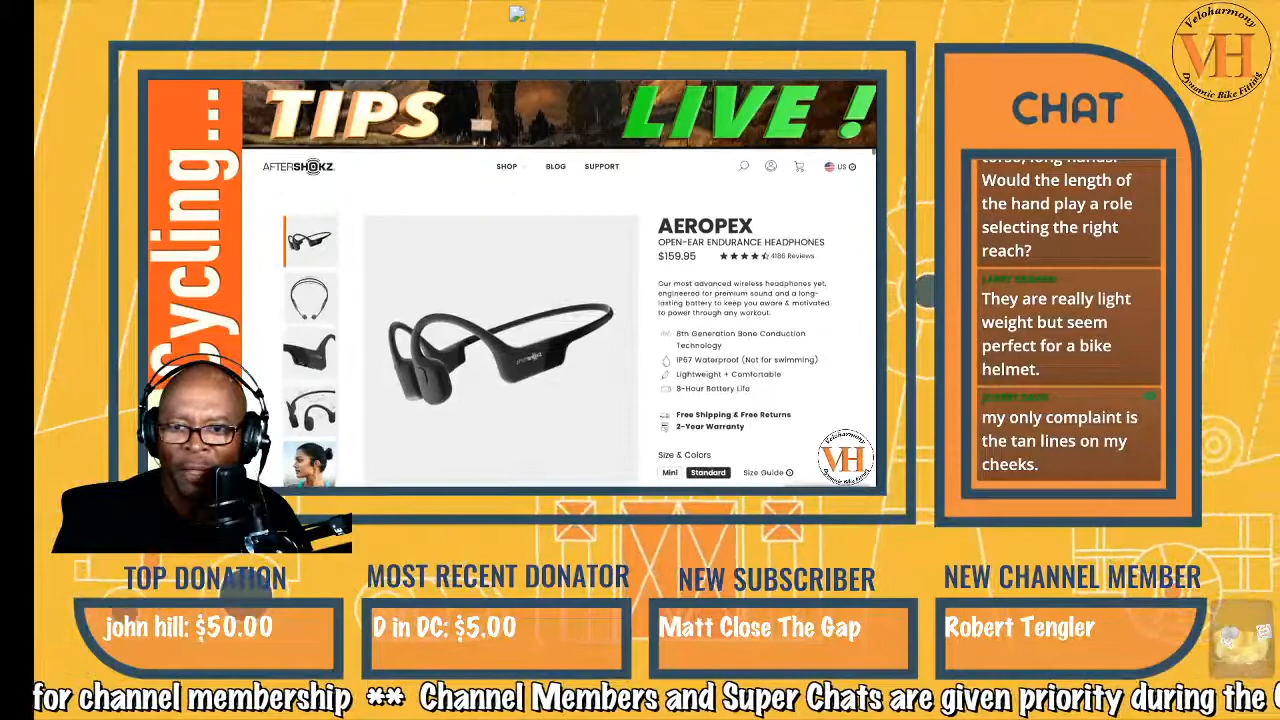 Veloharmony
VH
Dynamic Bike Fitting
CHAT
torso, long hands.
Would the length of
the hand play a role
selecting the right
reach?
They are really light
weight but seem
perfect for a bike
helmet.
my only complaint is
the tan lines on my
cheeks.
Cycling...
TIPS
LIVE !
AFTERSHOKZ.
SHOP
BLOG
SUPPORT
US
AEROPEX
OPEN-EAR ENDURANCE HEADPHONES
$159.95
4186 Reviews
Our most advanced wireless headphones yet,
engineered for premium sound and a long-
lasting battery to keep you aware & motivated
to power through any workout.
8th Generation Bone Conduction
Technology
IP67 Waterproof (Not for swimming)
Lightweight + Comfortable
8-Hour Battery Life
Free Shipping & Free Returns
2-Year Warranty
Size & Colors
Mini
Standard
Size Guide
Veloharmony
VH
TOP DONATION
john hill: $50.00
MOST RECENT DONATOR
D in DC: $5.00
NEW SUBSCRIBER
Matt Close The Gap
NEW CHANNEL MEMBER
Robert Tengler
for channel membership ** Channel Members and Super Chats are given priority during the